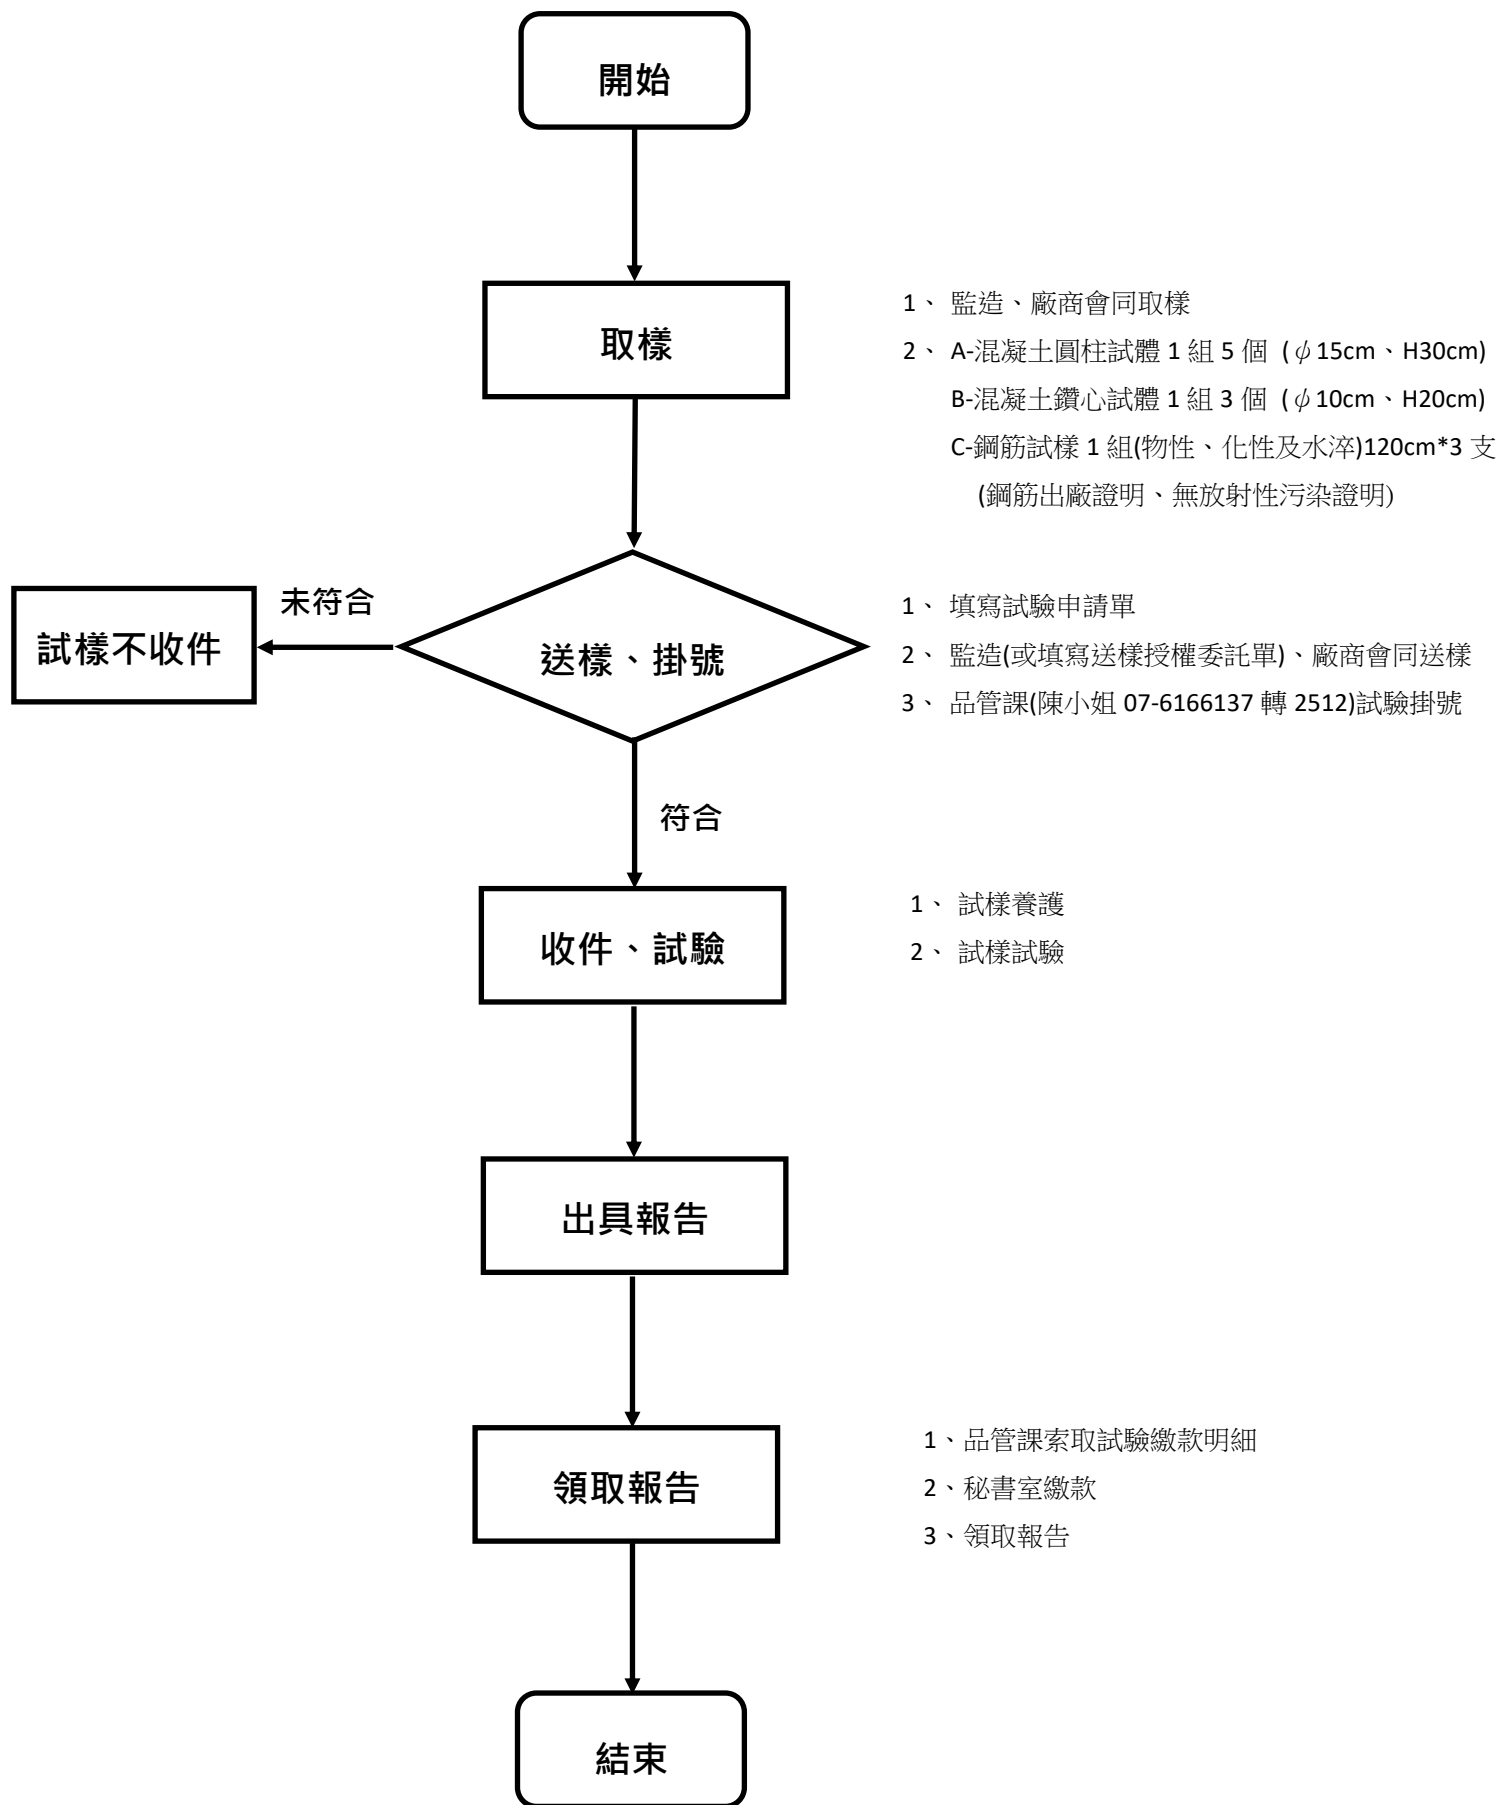 開始
取樣
1、 監造、廠商會同取樣
2、 A-混凝土圓柱試體 1 組 5 個 (φ15cm、H30cm)
B-混凝土鑽心試體 1 組 3 個 (φ10cm、H20cm)
C-鋼筋試樣 1 組(物性、化性及水淬)120cm*3 支
(鋼筋出廠證明、無放射性污染證明)
試樣不收件
未符合
送樣、掛號
1、 填寫試驗申請單
2、 監造(或填寫送樣授權委託單)、廠商會同送樣
3、 品管課(陳小姐 07-6166137 轉 2512)試驗掛號
符合
收件、試驗
1、 試樣養護
2、 試樣試驗
出具報告
領取報告
1、品管課索取試驗繳款明細
2、秘書室繳款
3、領取報告
結束